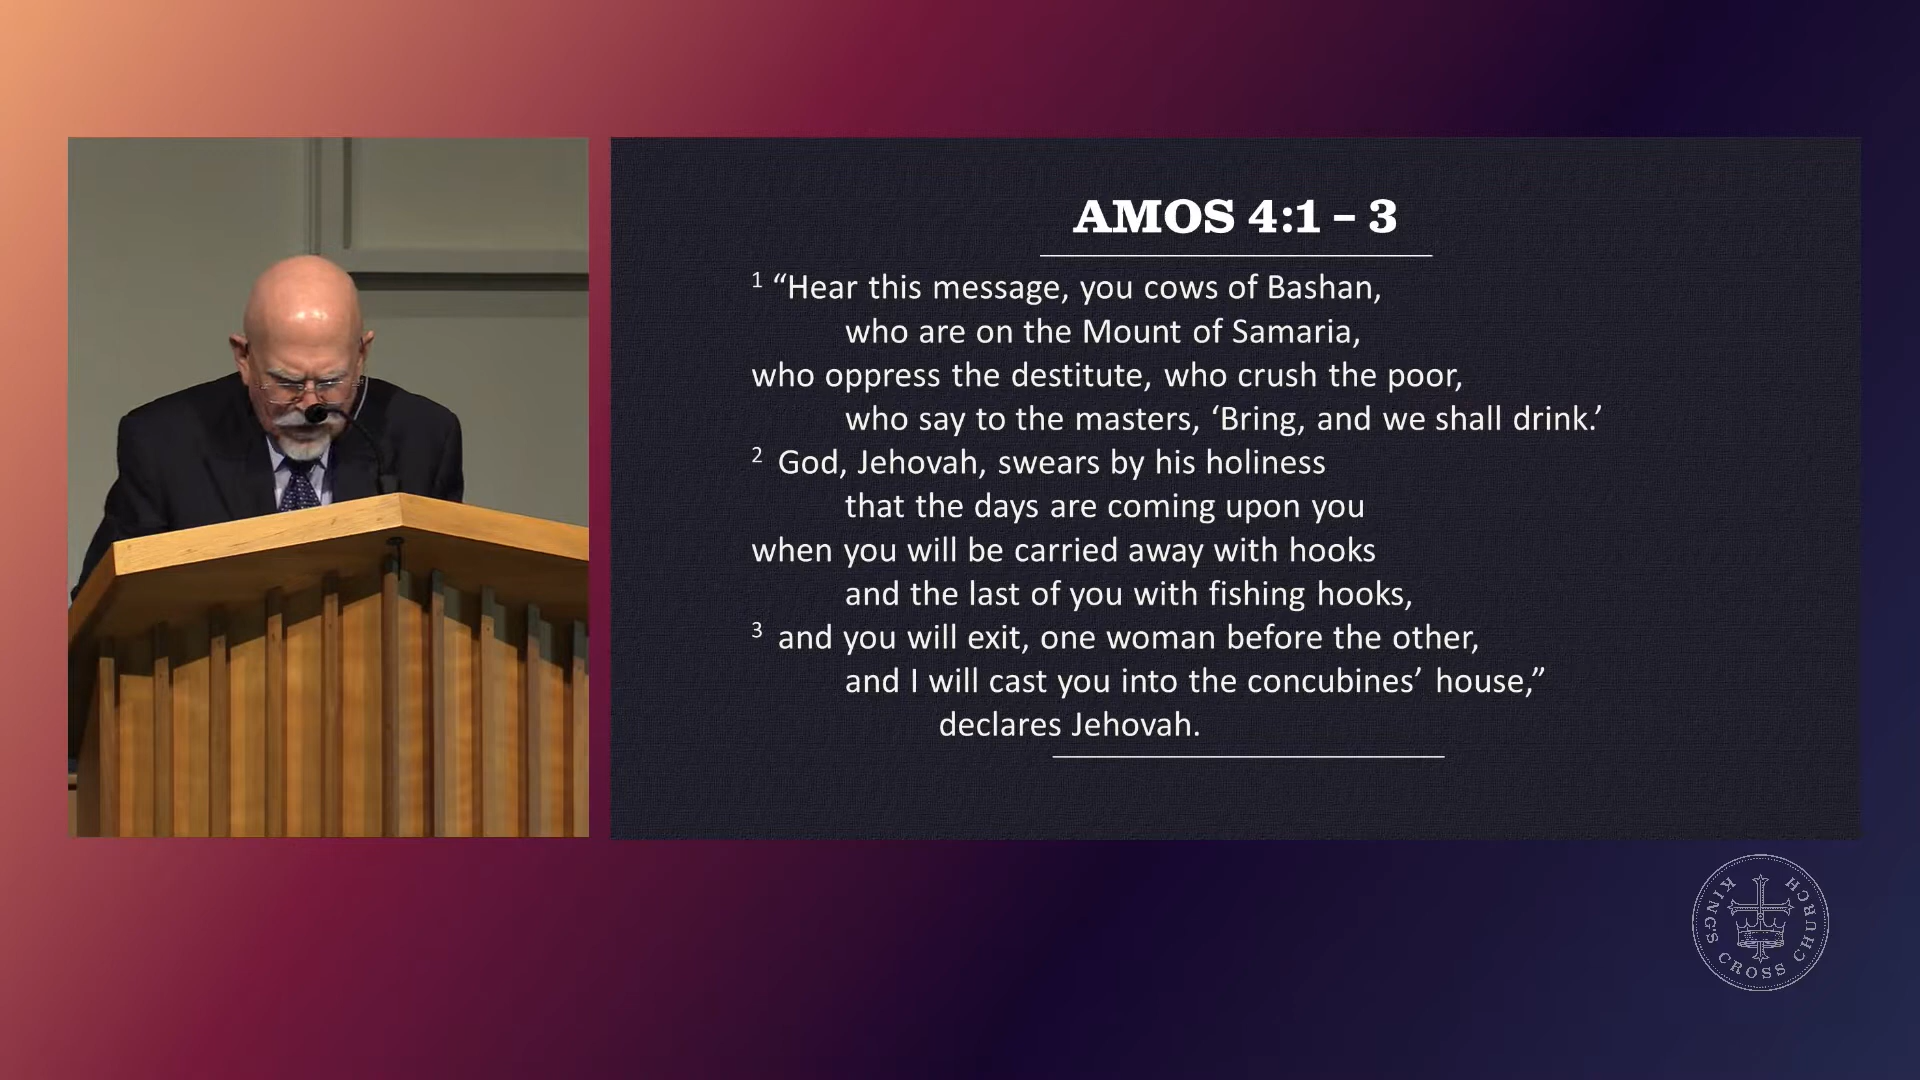 AMOS 4:1 – 3
1 “Hear this message, you cows of Bashan,
who are on the Mount of Samaria,
who oppress the destitute, who crush the poor,
who say to the masters, ‘Bring, and we shall drink.’
2 God, Jehovah, swears by his holiness
that the days are coming upon you
when you will be carried away with hooks
and the last of you with fishing hooks,
3 and you will exit, one woman before the other,
and I will cast you into the concubines’ house,”
declares Jehovah.
KING'S CROSS CHURCH